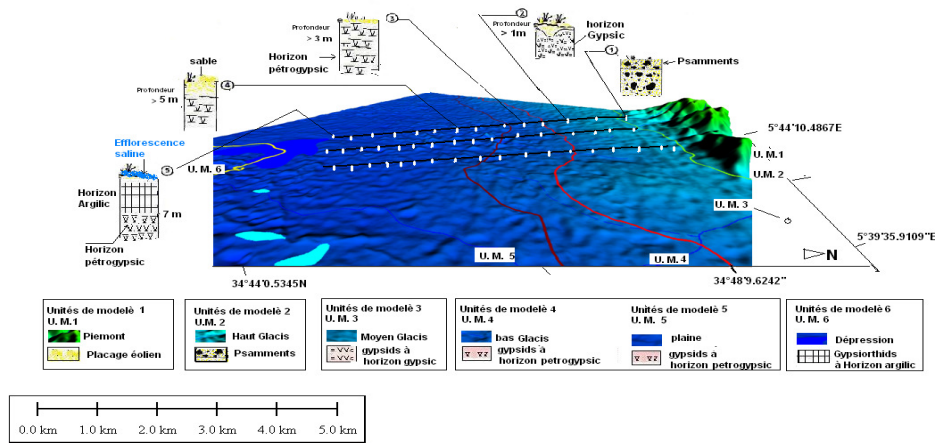 Profondeur
> 3 m
Horizon
pétrogypsic
3
2
Profondeur
> 1m
horizon
Gypsic
1
Psamments
sable
Profondeur
> 5 m
4
Efflorescence
saline
5
Horizon
Argilic
7 m
Horizon
pétrogypsic
U. M. 6
5°44'10.4867E
U. M.1
U. M. 2
U. M. 3
5°39'35.9109"E
N
U. M. 5
U. M. 4
34°44'0.5345N
34°48'9.6242"
Unités de modelè 1
U. M.1
Piemont
Placage éolien
Unités de modelè 2
U.M. 2
Haut Glacis
Psamments
Unités de modelè 3
U. M. 3
Moyen Glacis
gypsids à
horizon gypsic
Unités de modelè 4
U. M. 4
bas Glacis
gypsids à
horizon petrogypsic
Unités de modelè 5
U. M. 5
plaine
gypsids à
horizon petrogypsic
Unités de modelè 6
U. M. 6
Dépression
Gypsiorthids
à Horizon argilic
0.0 km 1.0 km 2.0 km 3.0 km 4.0 km 5.0 km